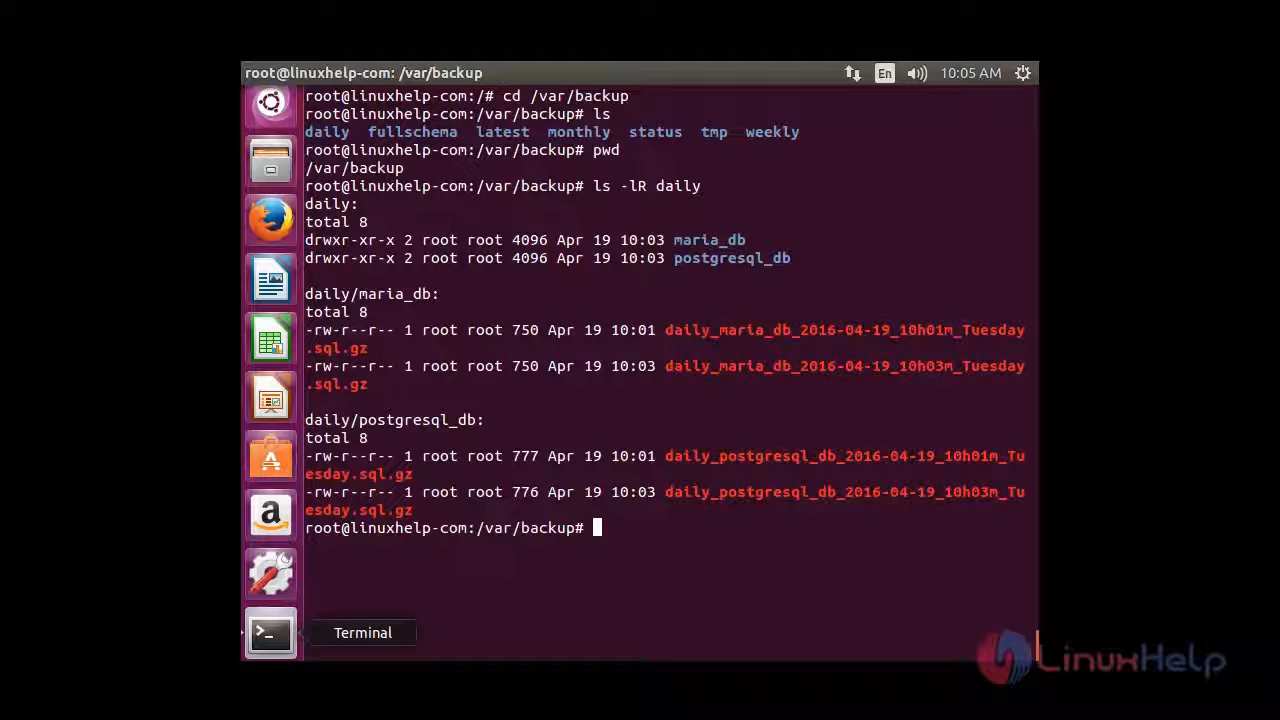 root@linuxhelp-com: /var/backup
En
10:05 AM
root@linuxhelp-com:/# cd /var/backup
root@linuxhelp-com:/var/backup# ls
daily  fullschema  latest  monthly  status  tmp  weekly
root@linuxhelp-com:/var/backup# pwd
/var/backup
root@linuxhelp-com:/var/backup# ls -lR daily
daily:
total 8
drwxr-xr-x 2 root root 4096 Apr 19 10:03 maria_db
drwxr-xr-x 2 root root 4096 Apr 19 10:03 postgresql_db
daily/maria_db:
total 8
-rw-r--r-- 1 root root 750 Apr 19 10:01 daily_maria_db_2016-04-19_10h01m_Tuesday
.sql.gz
-rw-r--r-- 1 root root 750 Apr 19 10:03 daily_maria_db_2016-04-19_10h03m_Tuesday
.sql.gz
daily/postgresql_db:
total 8
-rw-r--r-- 1 root root 777 Apr 19 10:01 daily_postgresql_db_2016-04-19_10h01m_Tu
esday.sql.gz
-rw-r--r-- 1 root root 776 Apr 19 10:03 daily_postgresql_db_2016-04-19_10h03m_Tu
esday.sql.gz
root@linuxhelp-com:/var/backup#
Terminal
LinuxHelp